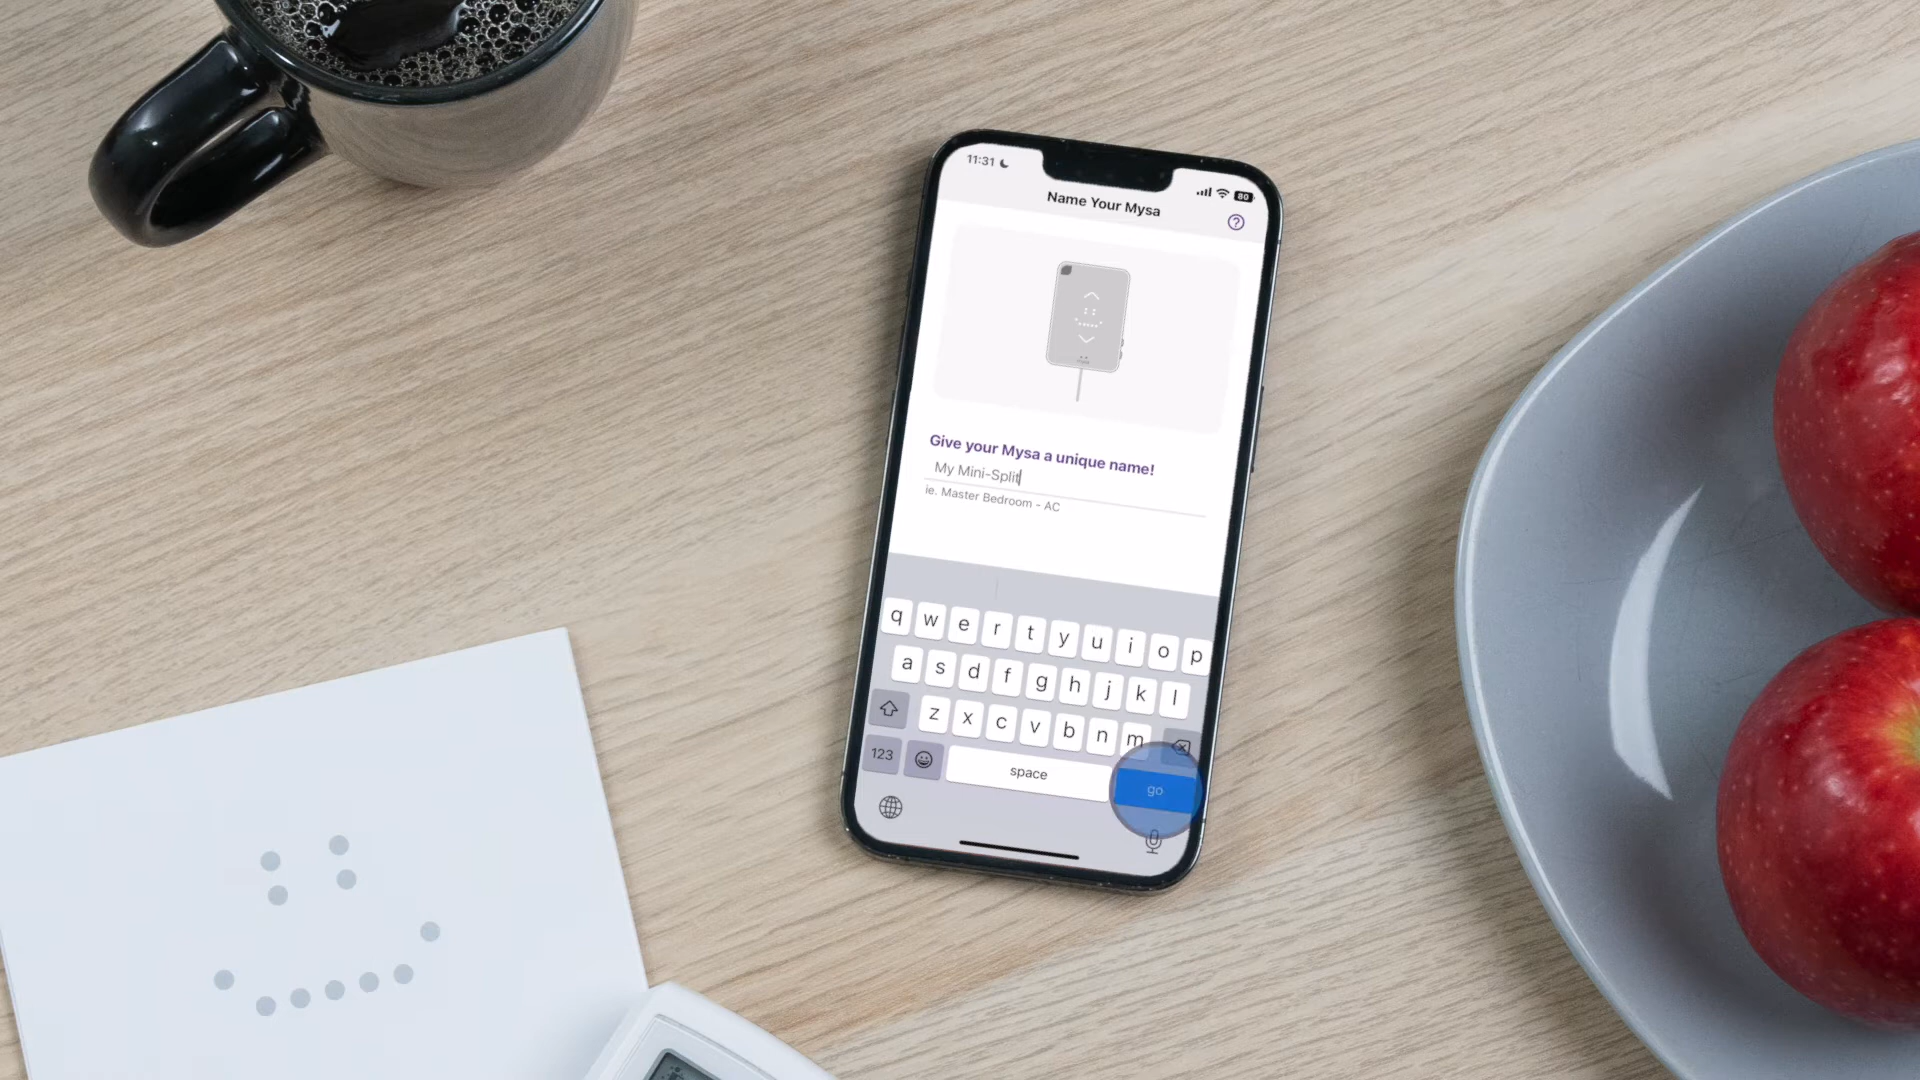 11:31
80
Name Your Mysa
?
Give your Mysa a unique name!
My Mini-Split
ie. Master Bedroom - AC
q w e r t y u i o p
a s d f g h j k l
z x c v b n m
123
space
go